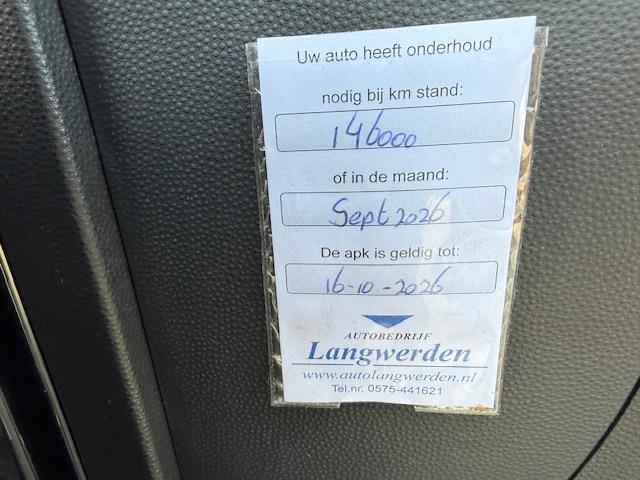 Uw auto heeft onderhoud
nodig bij km stand:
146000
of in de maand:
Sept 2026
De apk is geldig tot:
16-10-2026
AUTOBEDRIJF
Langwerden
www.autolangwerden.nl
Tel.nr. 0575-441621